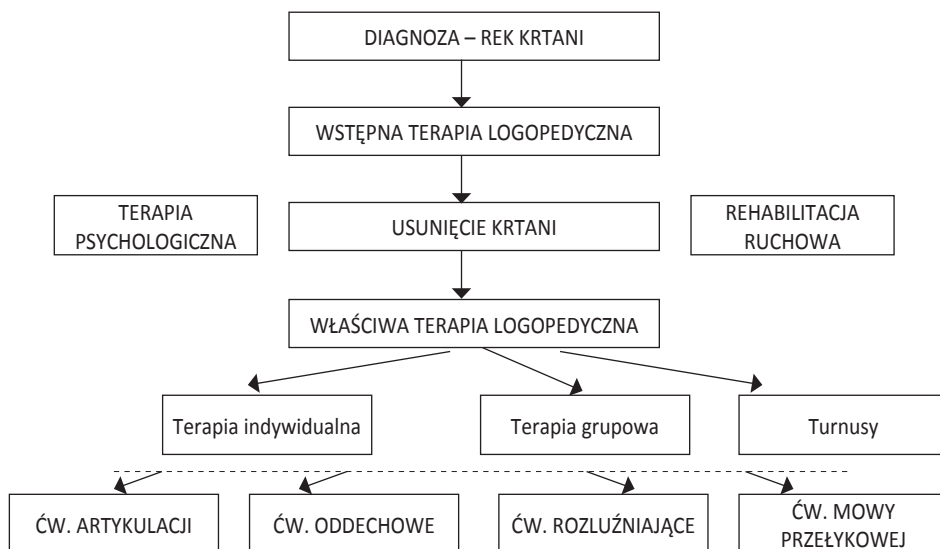 DIAGNOZA – REK KRTANI
WSTĘPNA TERAPIA LOGOPEDYCZNA
TERAPIA
PSYCHOLOGICZNA
USUNIĘCIE KRTANI
REHABILITACJA
RUCHOWA
WŁAŚCIWA TERAPIA LOGOPEDYCZNA
Terapia indywidualna
Terapia grupowa
Turnusy
ĆW. ARTYKULACJI
ĆW. ODDECHOWE
ĆW. ROZLUŹNIAJĄCE
ĆW. MOWY
PRZEŁYKOWEJ